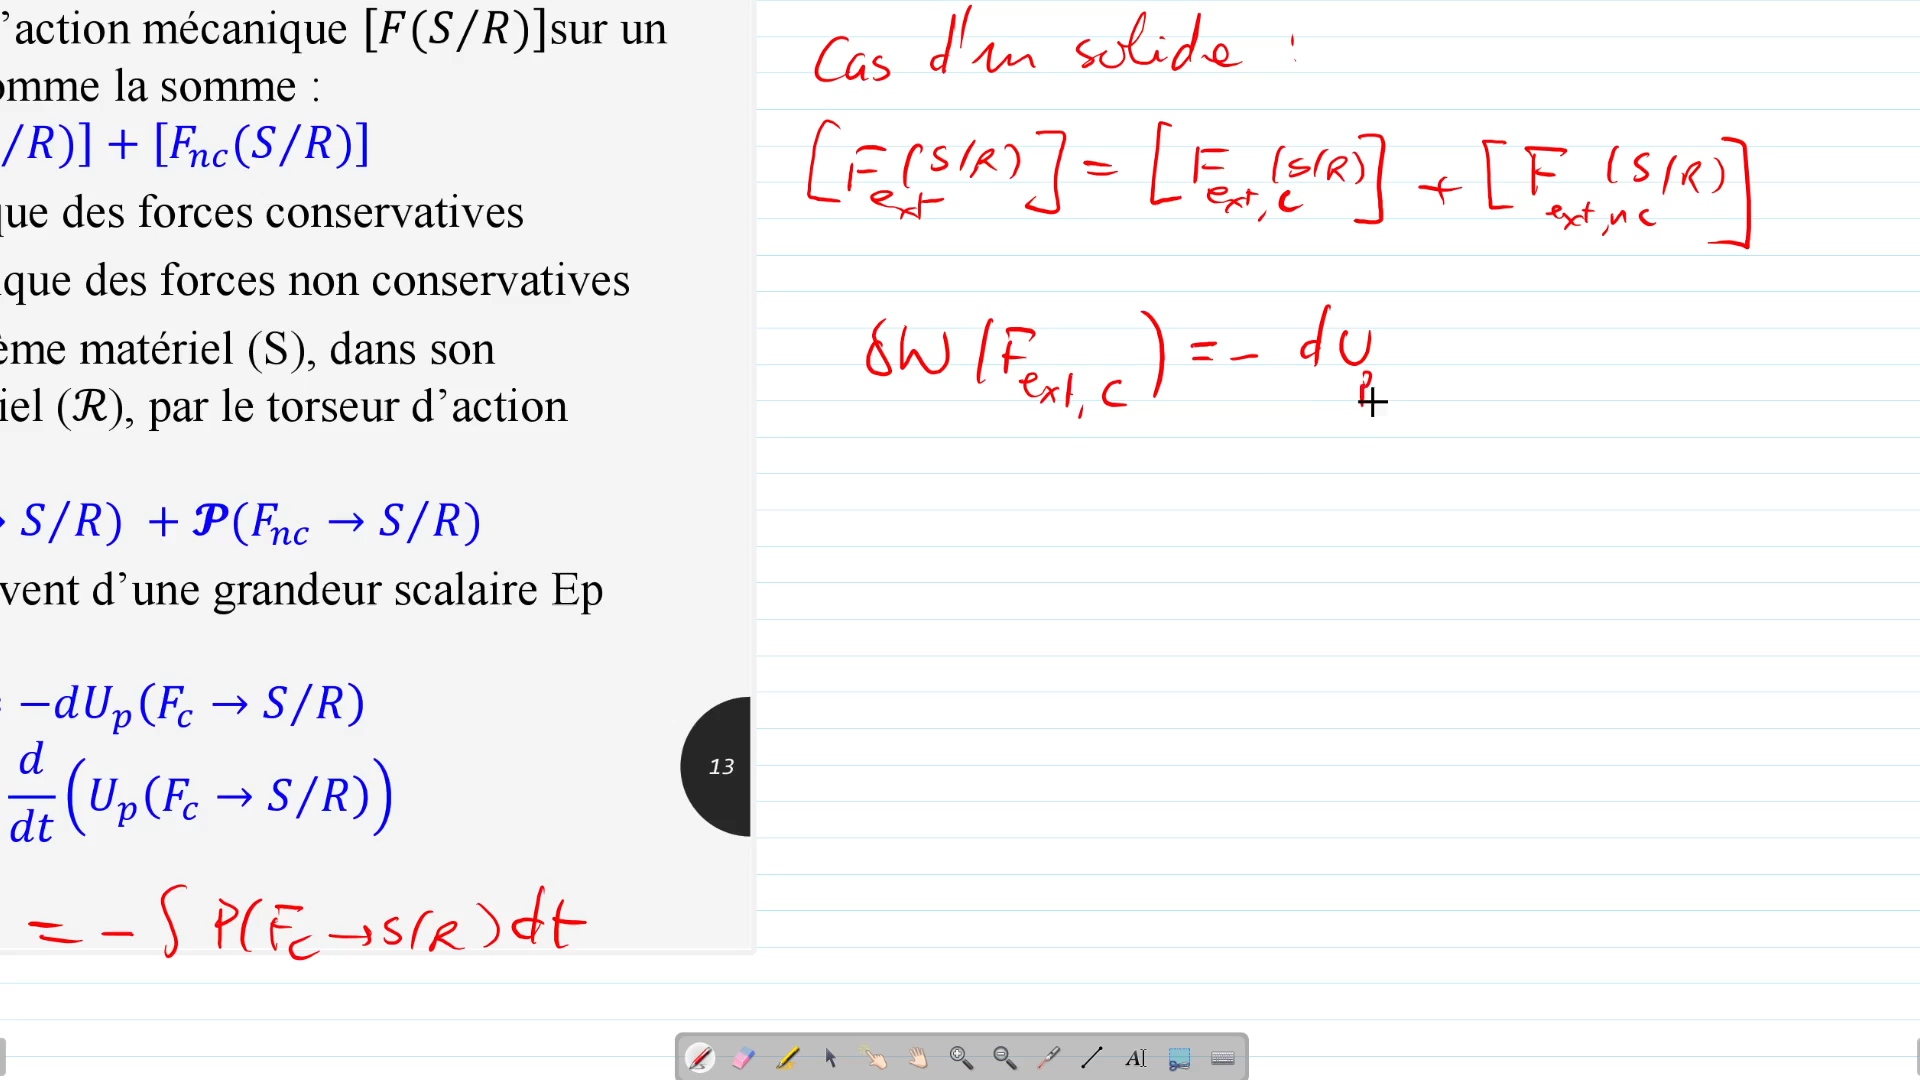 ’action mécanique [F(S/R)]sur un
omme la somme :
/R)] + [Fnc(S/R)]
que des forces conservatives
ique des forces non conservatives
ème matériel (S), dans son
iel (ℛ), par le torseur d’action
→ S/R) + 𝓟(Fnc → S/R)
vent d’une grandeur scalaire Ep
= −dUp(Fc → S/R)
d/dt (Up(Fc → S/R))
13
= − ∫ P(Fc → S/R) dt
Cas d'un solide :
[Fext(S/R)] = [Fext,c(S/R)] + [Fext,nc(S/R)]
δW(Fext,c) = − dUp